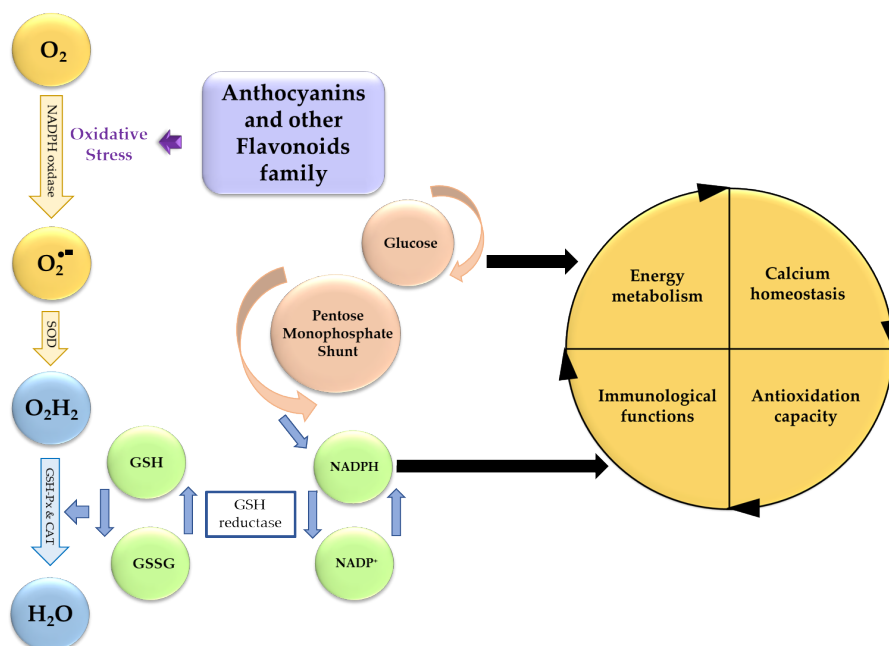 O₂
NADPH oxidase
Oxidative
Stress
Anthocyanins
and other
Flavonoids
family
O₂•-
SOD
O₂H₂
GSH-Px & CAT
H₂O
GSH
GSSG
GSH
reductase
NADPH
NADP⁺
Glucose
Pentose
Monophosphate
Shunt
Energy
metabolism
Calcium
homeostasis
Immunological
functions
Antioxidation
capacity